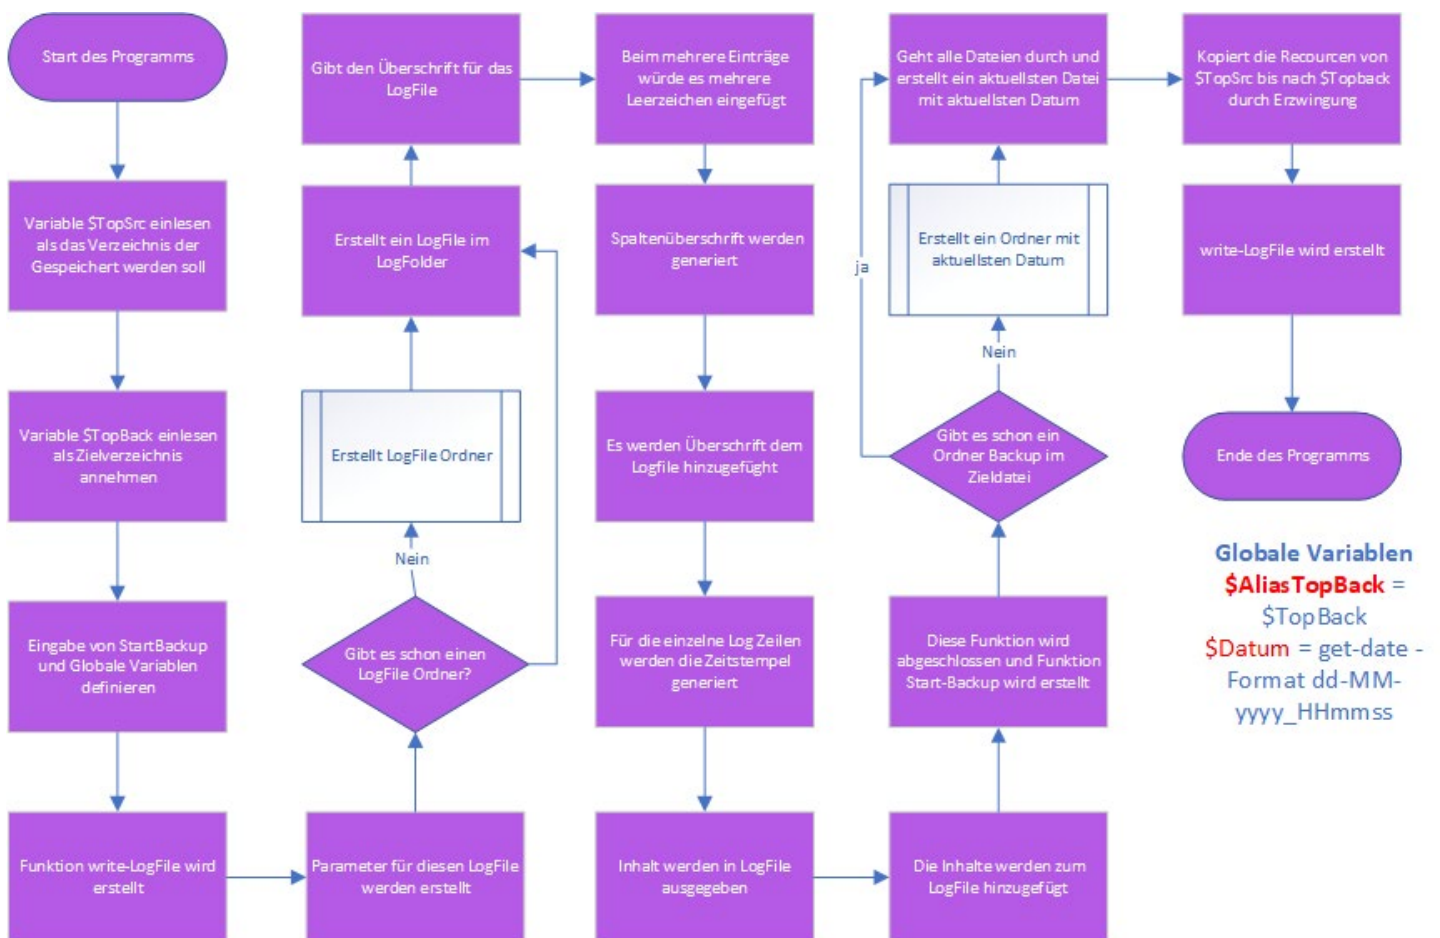 Start des Programms
Variable $TopSrc einlesen
als das Verzeichnis der
Gespeichert werden soll
Variable $TopBack einlesen
als Zielverzeichnis
annehmen
Eingabe von StartBackup
und Globale Variablen
definieren
Funktion write-LogFile wird
erstellt
Parameter für diesen LogFile
werden erstellt
Gibt es schon einen
LogFile Ordner?
Nein
Erstellt LogFile Ordner
Erstellt ein LogFile im
LogFolder
Gibt den Überschrift für das
LogFile
Beim mehrere Einträge
würde es mehrere
Leerzeichen eingefügt
Spaltenüberschrift werden
generiert
Es werden Überschrift dem
Logfile hinzugefüght
Für die einzelne Log Zeilen
werden die Zeitstempel
generiert
Inhalt werden in LogFile
ausgegeben
Die Inhalte werden zum
LogFile hinzugefügt
Diese Funktion wird
abgeschlossen und Funktion
Start-Backup wird erstellt
Gibt es schon ein
Ordner Backup im
Zieldatei
Nein
ja
Erstellt ein Ordner mit
aktuellsten Datum
Geht alle Dateien durch und
erstellt ein aktuellsten Datei
mit aktuellsten Datum
Kopiert die Recourcen von
$TopSrc bis nach $Topback
durch Erzwingung
write-LogFile wird erstellt
Ende des Programms
Globale Variablen
$AliasTopBack =
$TopBack
$Datum = get-date -
Format dd-MM-
yyyy_HHmmss